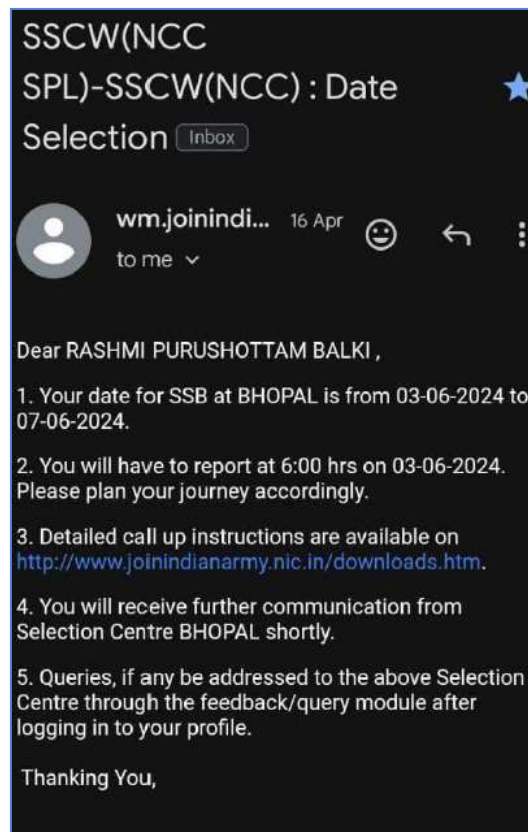 SSCW(NCC
SPL)-SSCW(NCC) : Date
Selection Inbox
wm.joinindi... 16 Apr
to me
Dear RASHMI PURUSHOTTAM BALKI ,
1. Your date for SSB at BHOPAL is from 03-06-2024 to
07-06-2024.
2. You will have to report at 6:00 hrs on 03-06-2024.
Please plan your journey accordingly.
3. Detailed call up instructions are available on
http://www.joinindianarmy.nic.in/downloads.htm.
4. You will receive further communication from
Selection Centre BHOPAL shortly.
5. Queries, if any be addressed to the above Selection
Centre through the feedback/query module after
logging in to your profile.
Thanking You,